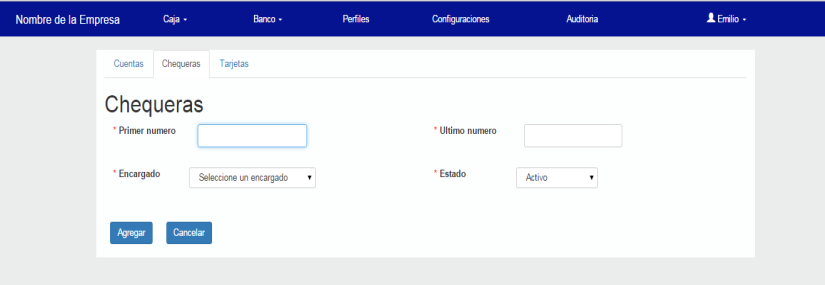 Nombre de la Empresa Caja Banco Perfiles Configuraciones Auditoria Emilio
Cuentas Chequeras Tarjetas
Chequeras
* Primer numero * Ultimo numero
* Encargado Seleccione un encargado * Estado Activo
Agregar Cancelar